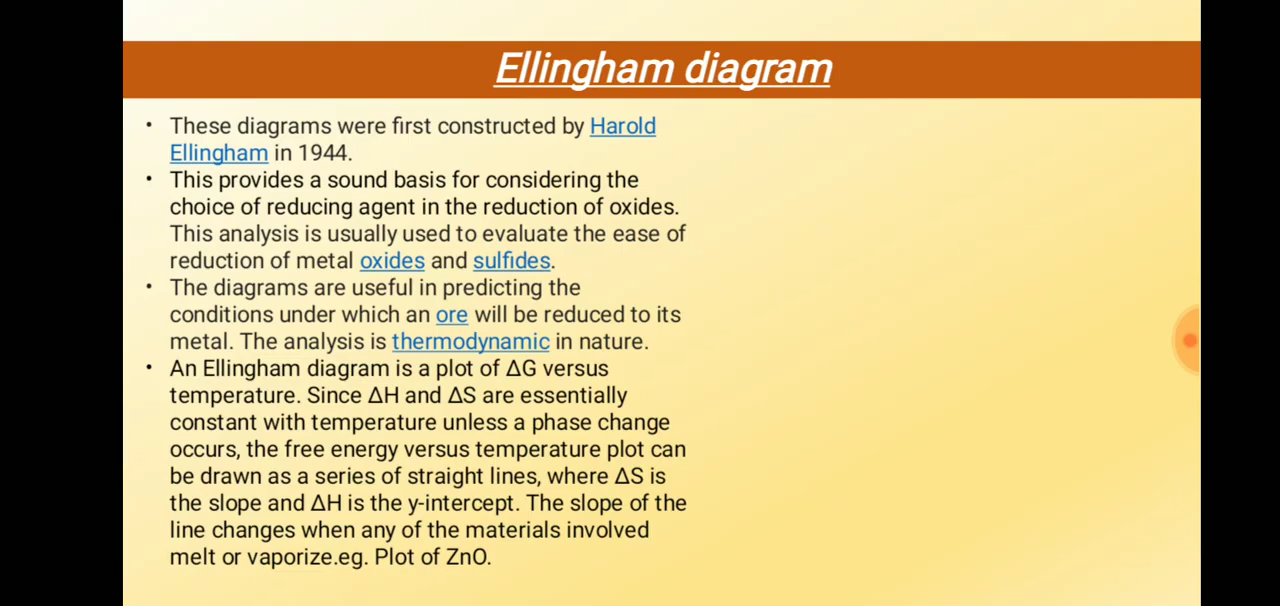 Ellingham diagram
• These diagrams were first constructed by Harold
Ellingham in 1944.
• This provides a sound basis for considering the
choice of reducing agent in the reduction of oxides.
This analysis is usually used to evaluate the ease of
reduction of metal oxides and sulfides.
• The diagrams are useful in predicting the
conditions under which an ore will be reduced to its
metal. The analysis is thermodynamic in nature.
• An Ellingham diagram is a plot of ΔG versus
temperature. Since ΔH and ΔS are essentially
constant with temperature unless a phase change
occurs, the free energy versus temperature plot can
be drawn as a series of straight lines, where ΔS is
the slope and ΔH is the y-intercept. The slope of the
line changes when any of the materials involved
melt or vaporize.eg. Plot of ZnO.